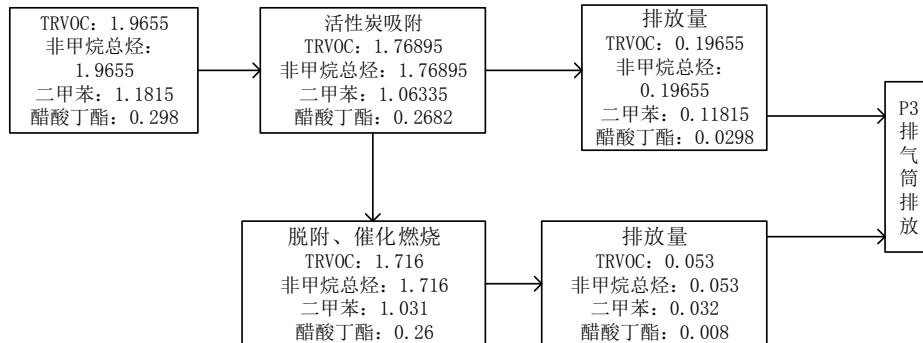 TRVOC：1.9655
非甲烷总烃：
1.9655
二甲苯：1.1815
醋酸丁酯：0.298
活性炭吸附
TRVOC：1.76895
非甲烷总烃：1.76895
二甲苯：1.06335
醋酸丁酯：0.2682
排放量
TRVOC：0.19655
非甲烷总烃：
0.19655
二甲苯：0.11815
醋酸丁酯：0.0298
脱附、催化燃烧
TRVOC：1.716
非甲烷总烃：1.716
二甲苯：1.031
醋酸丁酯：0.26
排放量
TRVOC：0.053
非甲烷总烃：0.053
二甲苯：0.032
醋酸丁酯：0.008
P3
排
气
筒
排
放